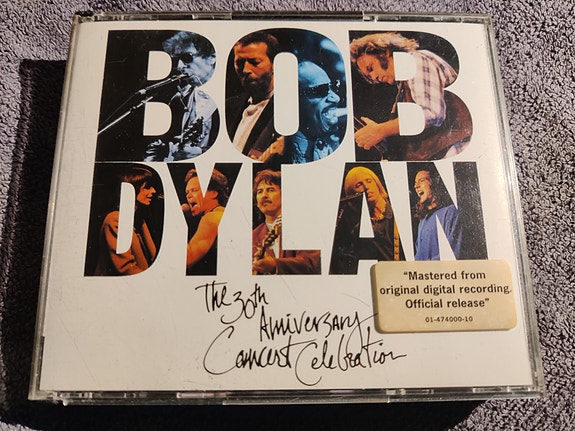 BOB
DYLAN
The 30th
Anniversary
Concert Celebration
"Mastered from
original digital recording.
Official release"
01-474000-10